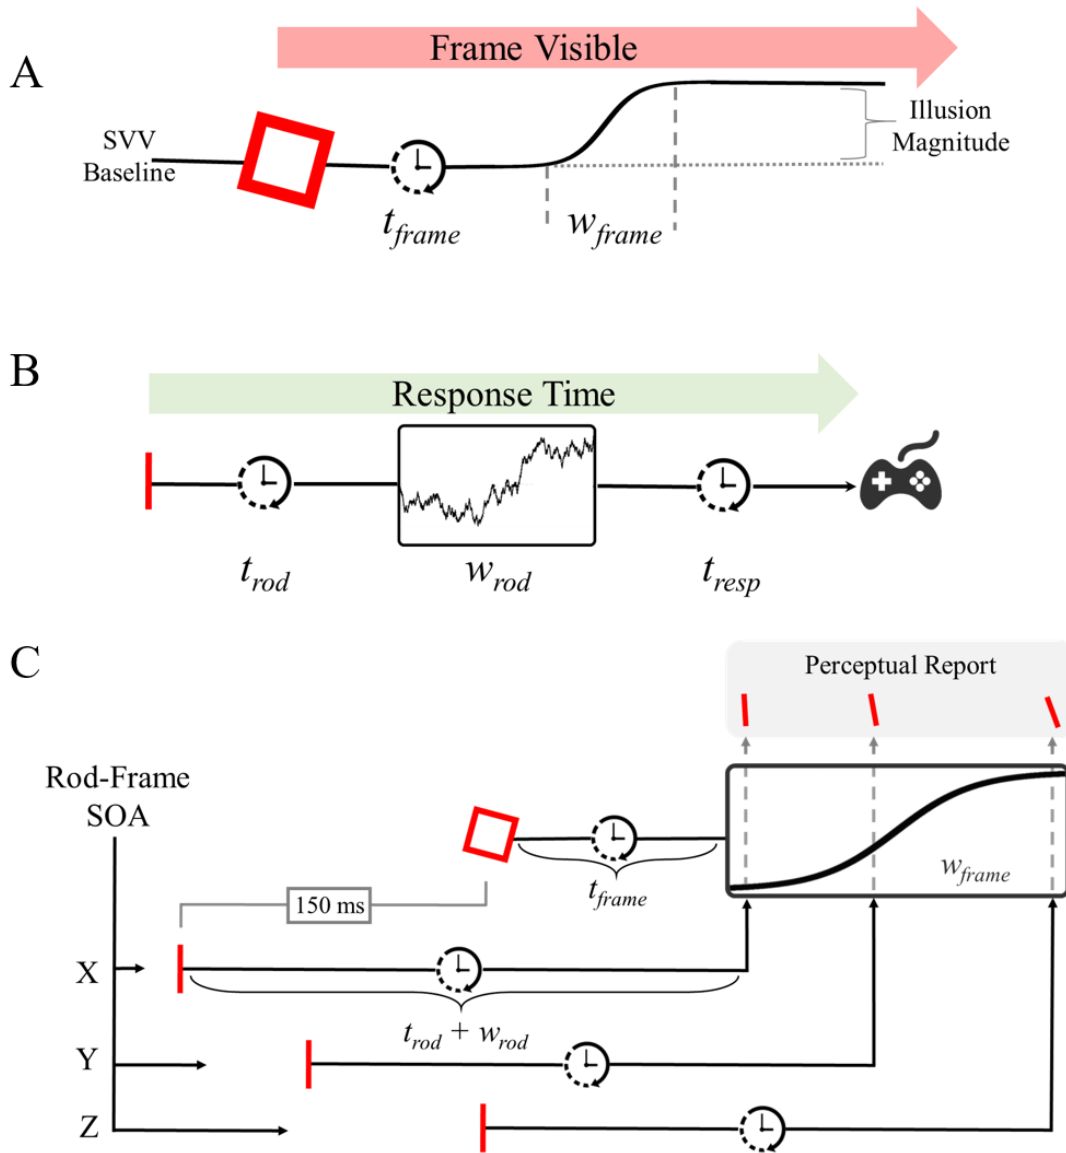 A
Frame Visible
SVV
Baseline
Illusion
Magnitude
t_frame
w_frame
B
Response Time
t_rod
w_rod
t_resp
C
Perceptual Report
Rod-Frame
SOA
w_frame
t_frame
150 ms
X
t_rod + w_rod
Y
Z